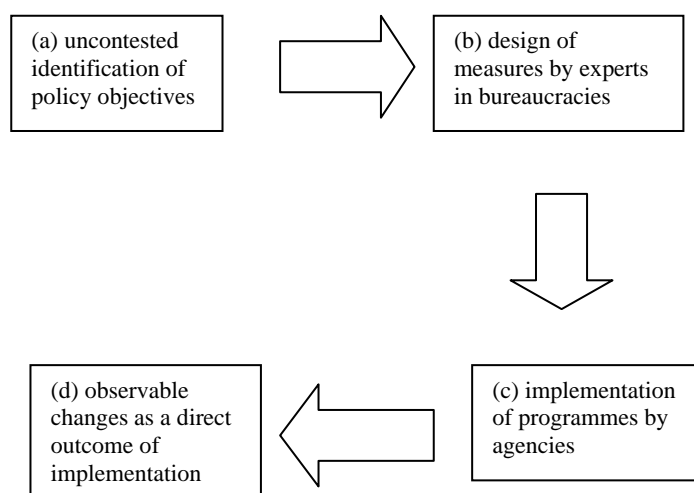 (a) uncontested
identification of
policy objectives
(b) design of
measures by experts
in bureaucracies
(c) implementation
of programmes by
agencies
(d) observable
changes as a direct
outcome of
implementation